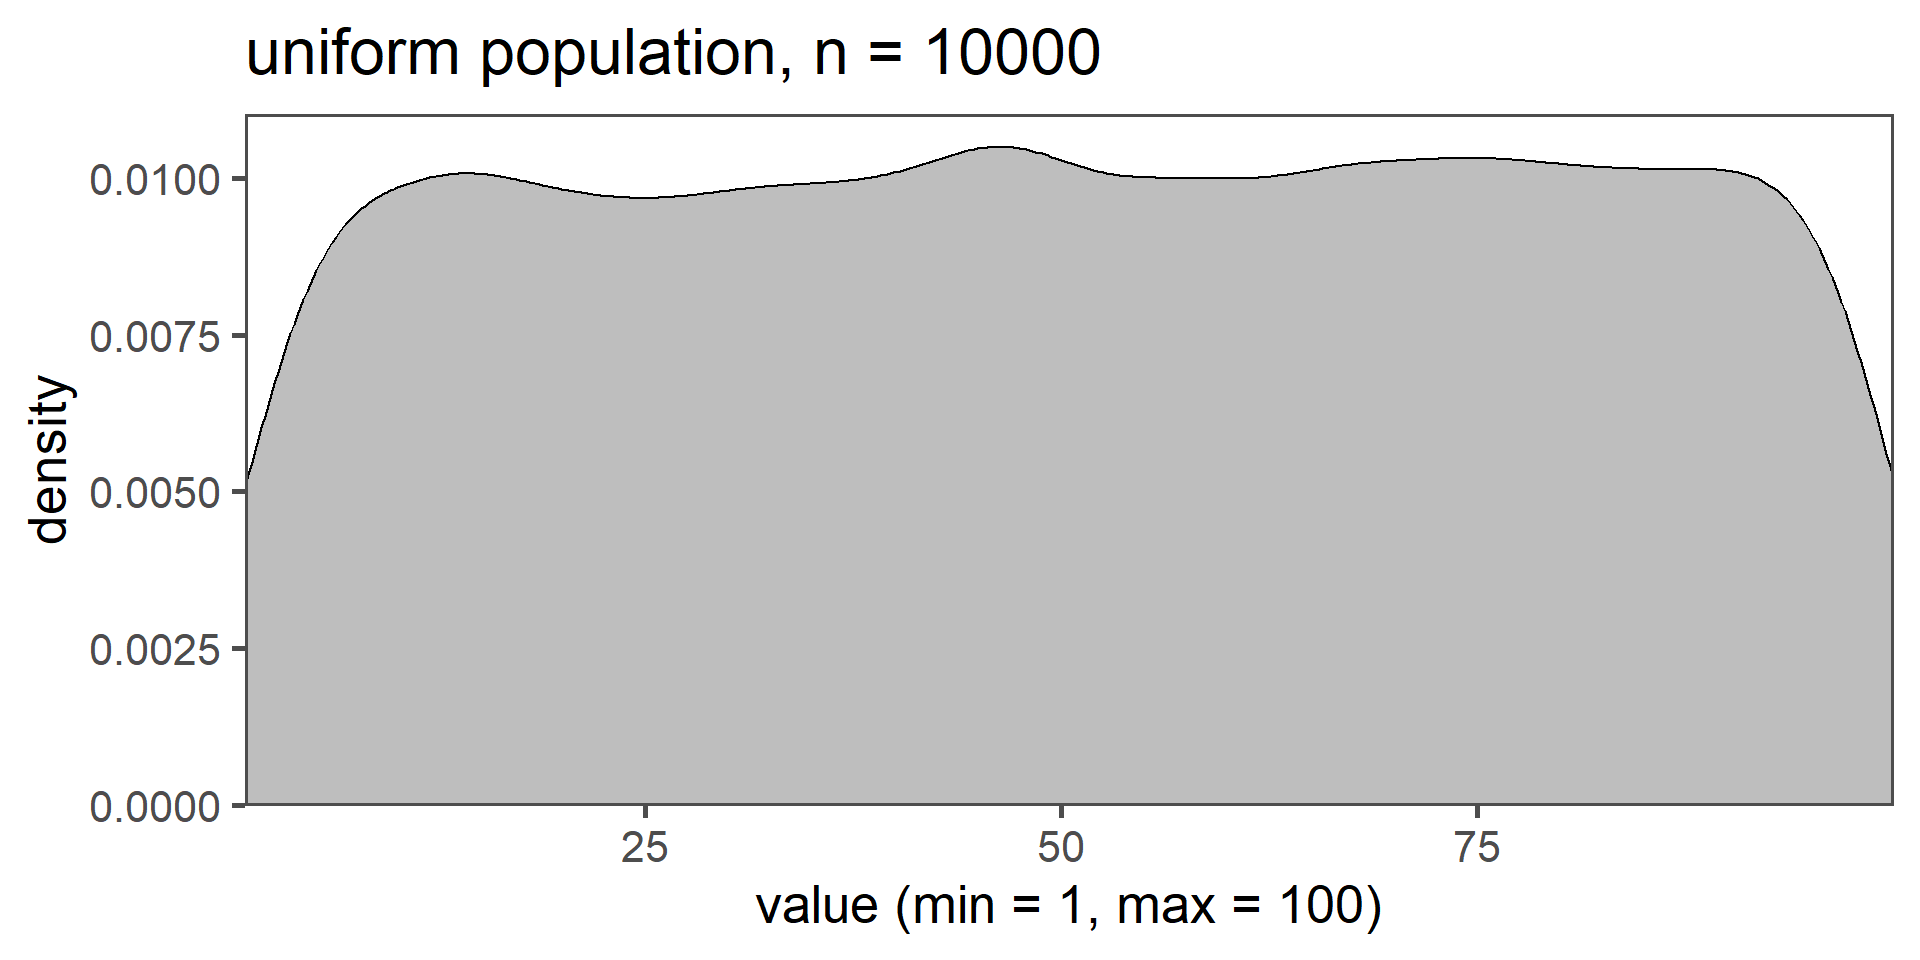 uniform population, n = 10000
density
0.0100
0.0075
0.0050
0.0025
0.0000
25 50 75
value (min = 1, max = 100)